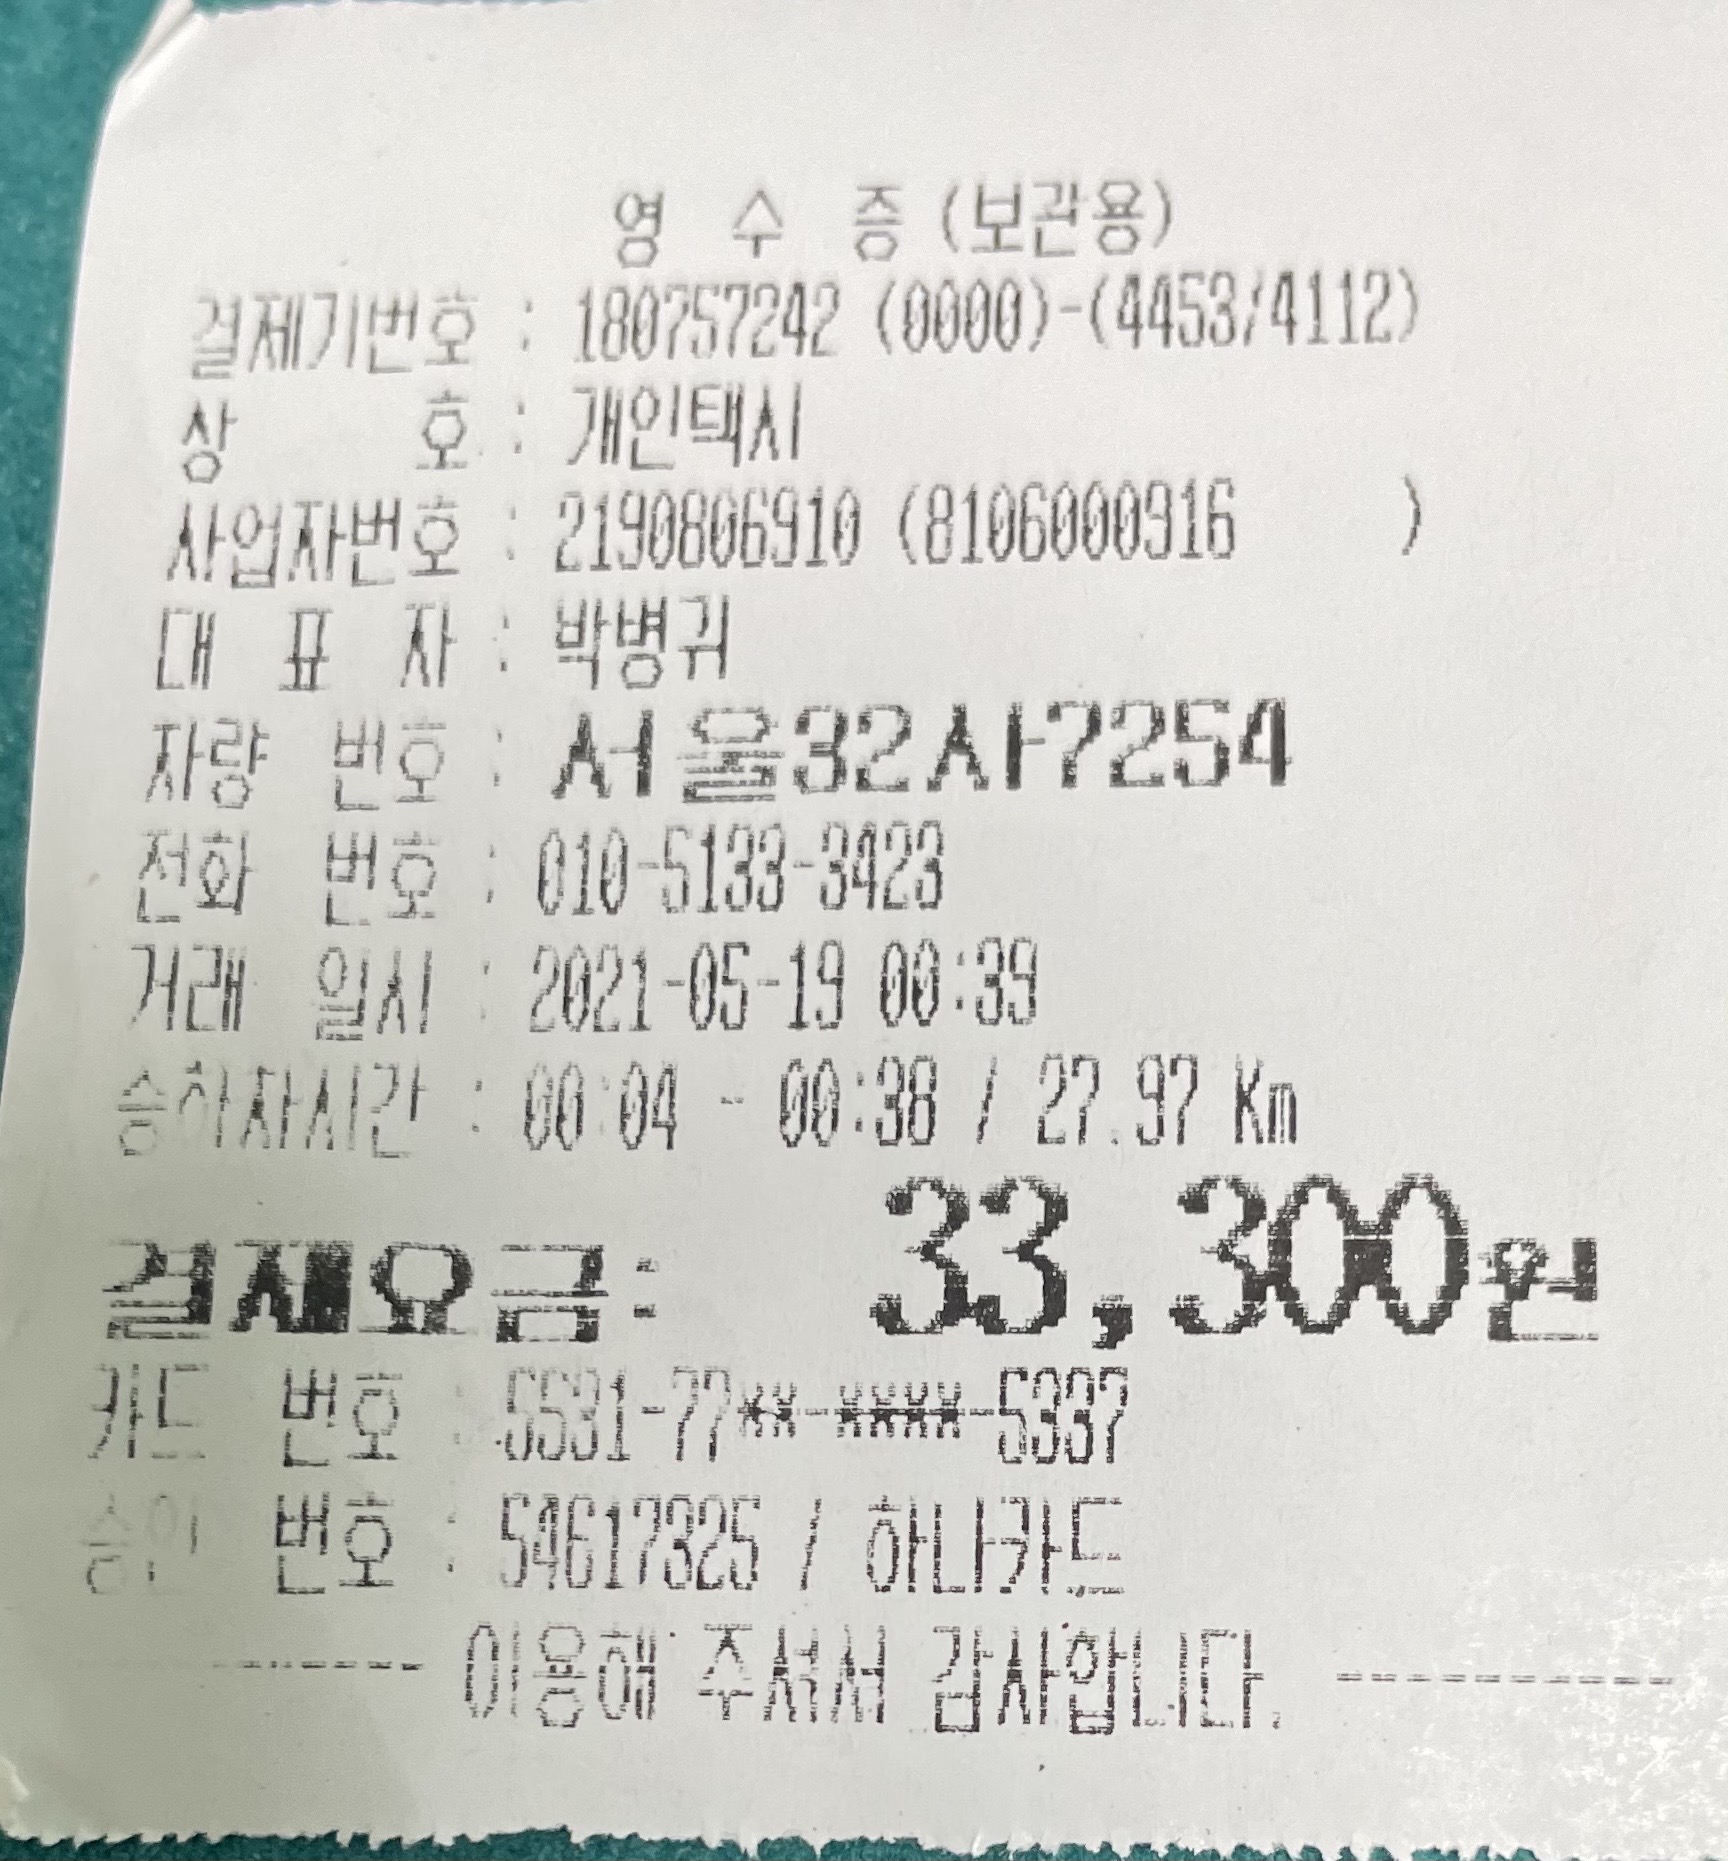 영 수 증 (보관용)
결제기번호 : 180757242 (0000)-(4453/4112)
상 호 : 개인택시
사업자번호 : 2190806910 (8106000916 )
대 표 자 : 박병귀
차량 번호 : 서울32사7254
전화 번호 : 010-5133-3423
거래 일시 : 2021-05-19 00:39
승하차시간 : 00:04 - 00:38 / 27.97 Km
결제요금: 33,300원
카드 번호 : 5531-77**-****-5337
승인 번호 : 54617325 / 하나카드
------- 이용해 주셔서 감사합니다. ----------